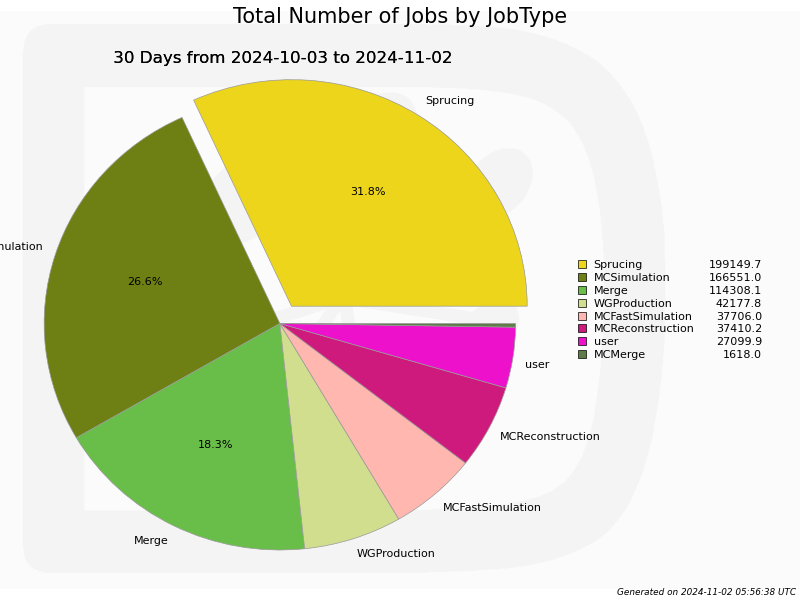 Total Number of Jobs by JobType
30 Days from 2024-10-03 to 2024-11-02
Sprucing
31.8%
nulation
26.6%
Sprucing 199149.7
MCSimulation 166551.0
Merge 114308.1
WGProduction 42177.8
MCFastSimulation 37706.0
MCReconstruction 37410.2
user 27099.9
MCMerge 1618.0
user
MCReconstruction
18.3%
MCFastSimulation
Merge
WGProduction
Generated on 2024-11-02 05:56:38 UTC